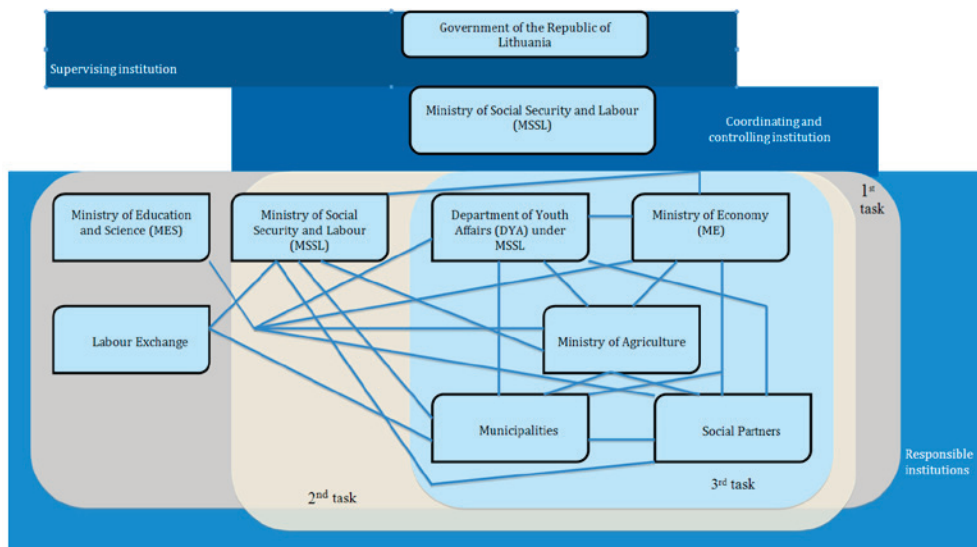 Government of the Republic of
Lithuania
Supervising institution
Ministry of Social Security and Labour
(MSSL)
Coordinating and
controlling institution
1st
task
Ministry of Education
and Science (MES)
Ministry of Social
Security and Labour
(MSSL)
Department of Youth
Affairs (DYA) under
MSSL
Ministry of Economy
(ME)
Labour Exchange
Ministry of Agriculture
Municipalities
Social Partners
Responsible
institutions
3rd task
2nd task